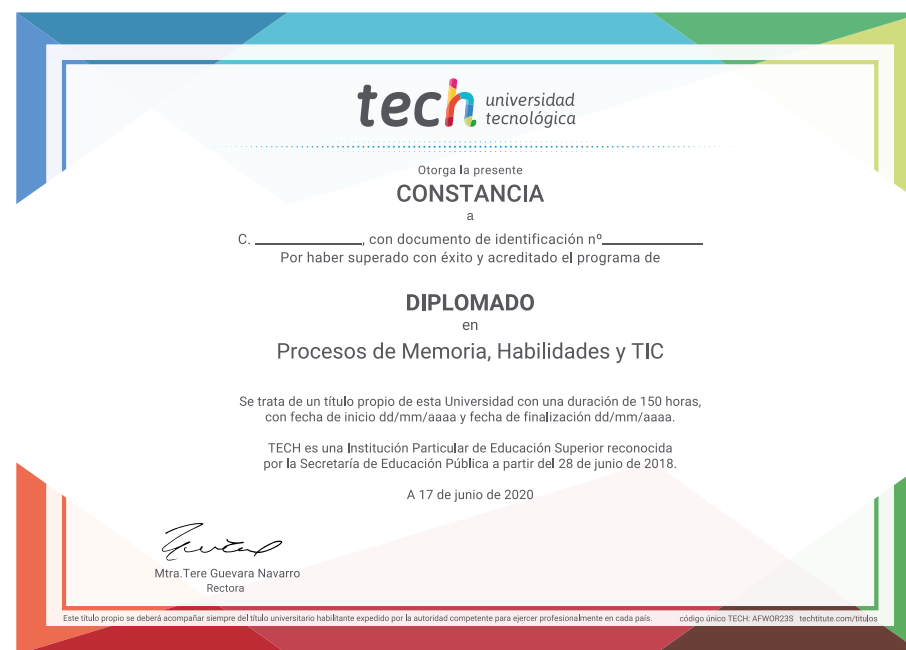 tech universidad
tecnológica
Otorga la presente
CONSTANCIA
a
C. ______________, con documento de identificación nº_____________
Por haber superado con éxito y acreditado el programa de
DIPLOMADO
en
Procesos de Memoria, Habilidades y TIC
Se trata de un título propio de esta Universidad con una duración de 150 horas,
con fecha de inicio dd/mm/aaaa y fecha de finalización dd/mm/aaaa.
TECH es una Institución Particular de Educación Superior reconocida
por la Secretaría de Educación Pública a partir del 28 de junio de 2018.
A 17 de junio de 2020
Mtra.Tere Guevara Navarro
Rectora
Este título propio se deberá acompañar siempre del título universitario habilitante expedido por la autoridad competente para ejercer profesionalmente en cada país. código único TECH: AFWOR23S techtitute.com/titulos